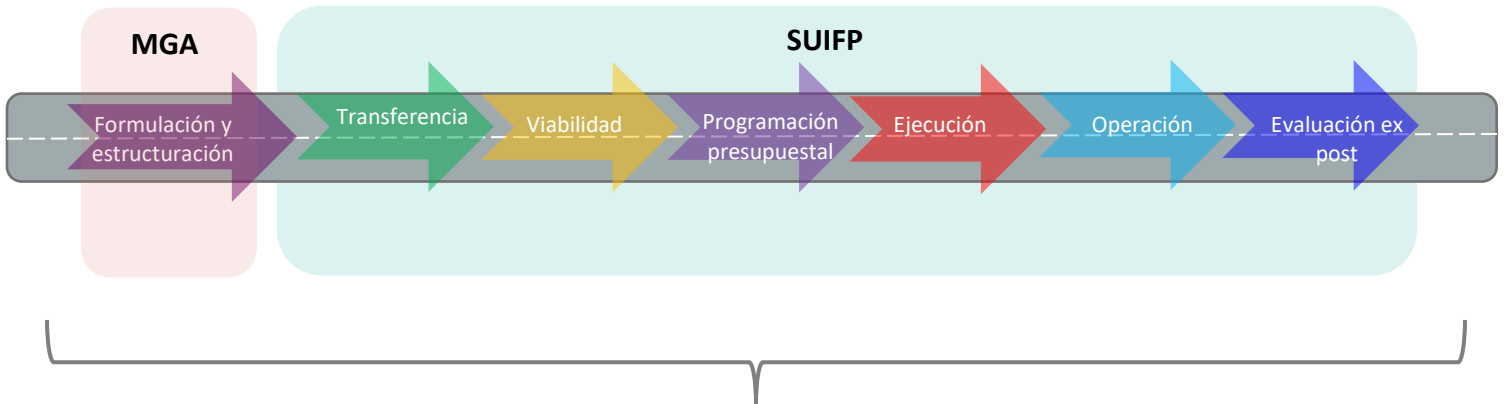 MGA
SUIFP
Formulación y
estructuración
Transferencia
Viabilidad
Programación
presupuestal
Ejecución
Operación
Evaluación ex
post